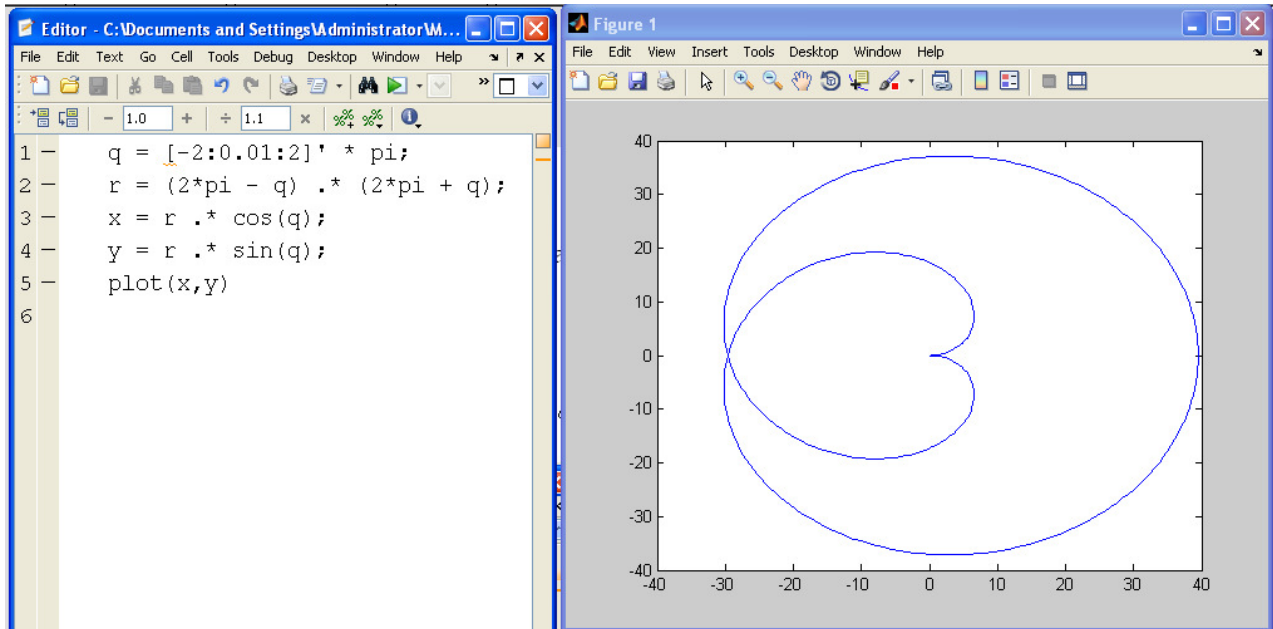 Editor - C:\Documents and Settings\Administrator\M...
File Edit Text Go Cell Tools Debug Desktop Window Help
1.0
1.1
1 q = [-2:0.01:2]' * pi;
2 r = (2*pi - q) .* (2*pi + q);
3 x = r .* cos(q);
4 y = r .* sin(q);
5 plot(x,y)
6
Figure 1
File Edit View Insert Tools Desktop Window Help
40
30
20
10
0
-10
-20
-30
-40
-40 -30 -20 -10 0 10 20 30 40